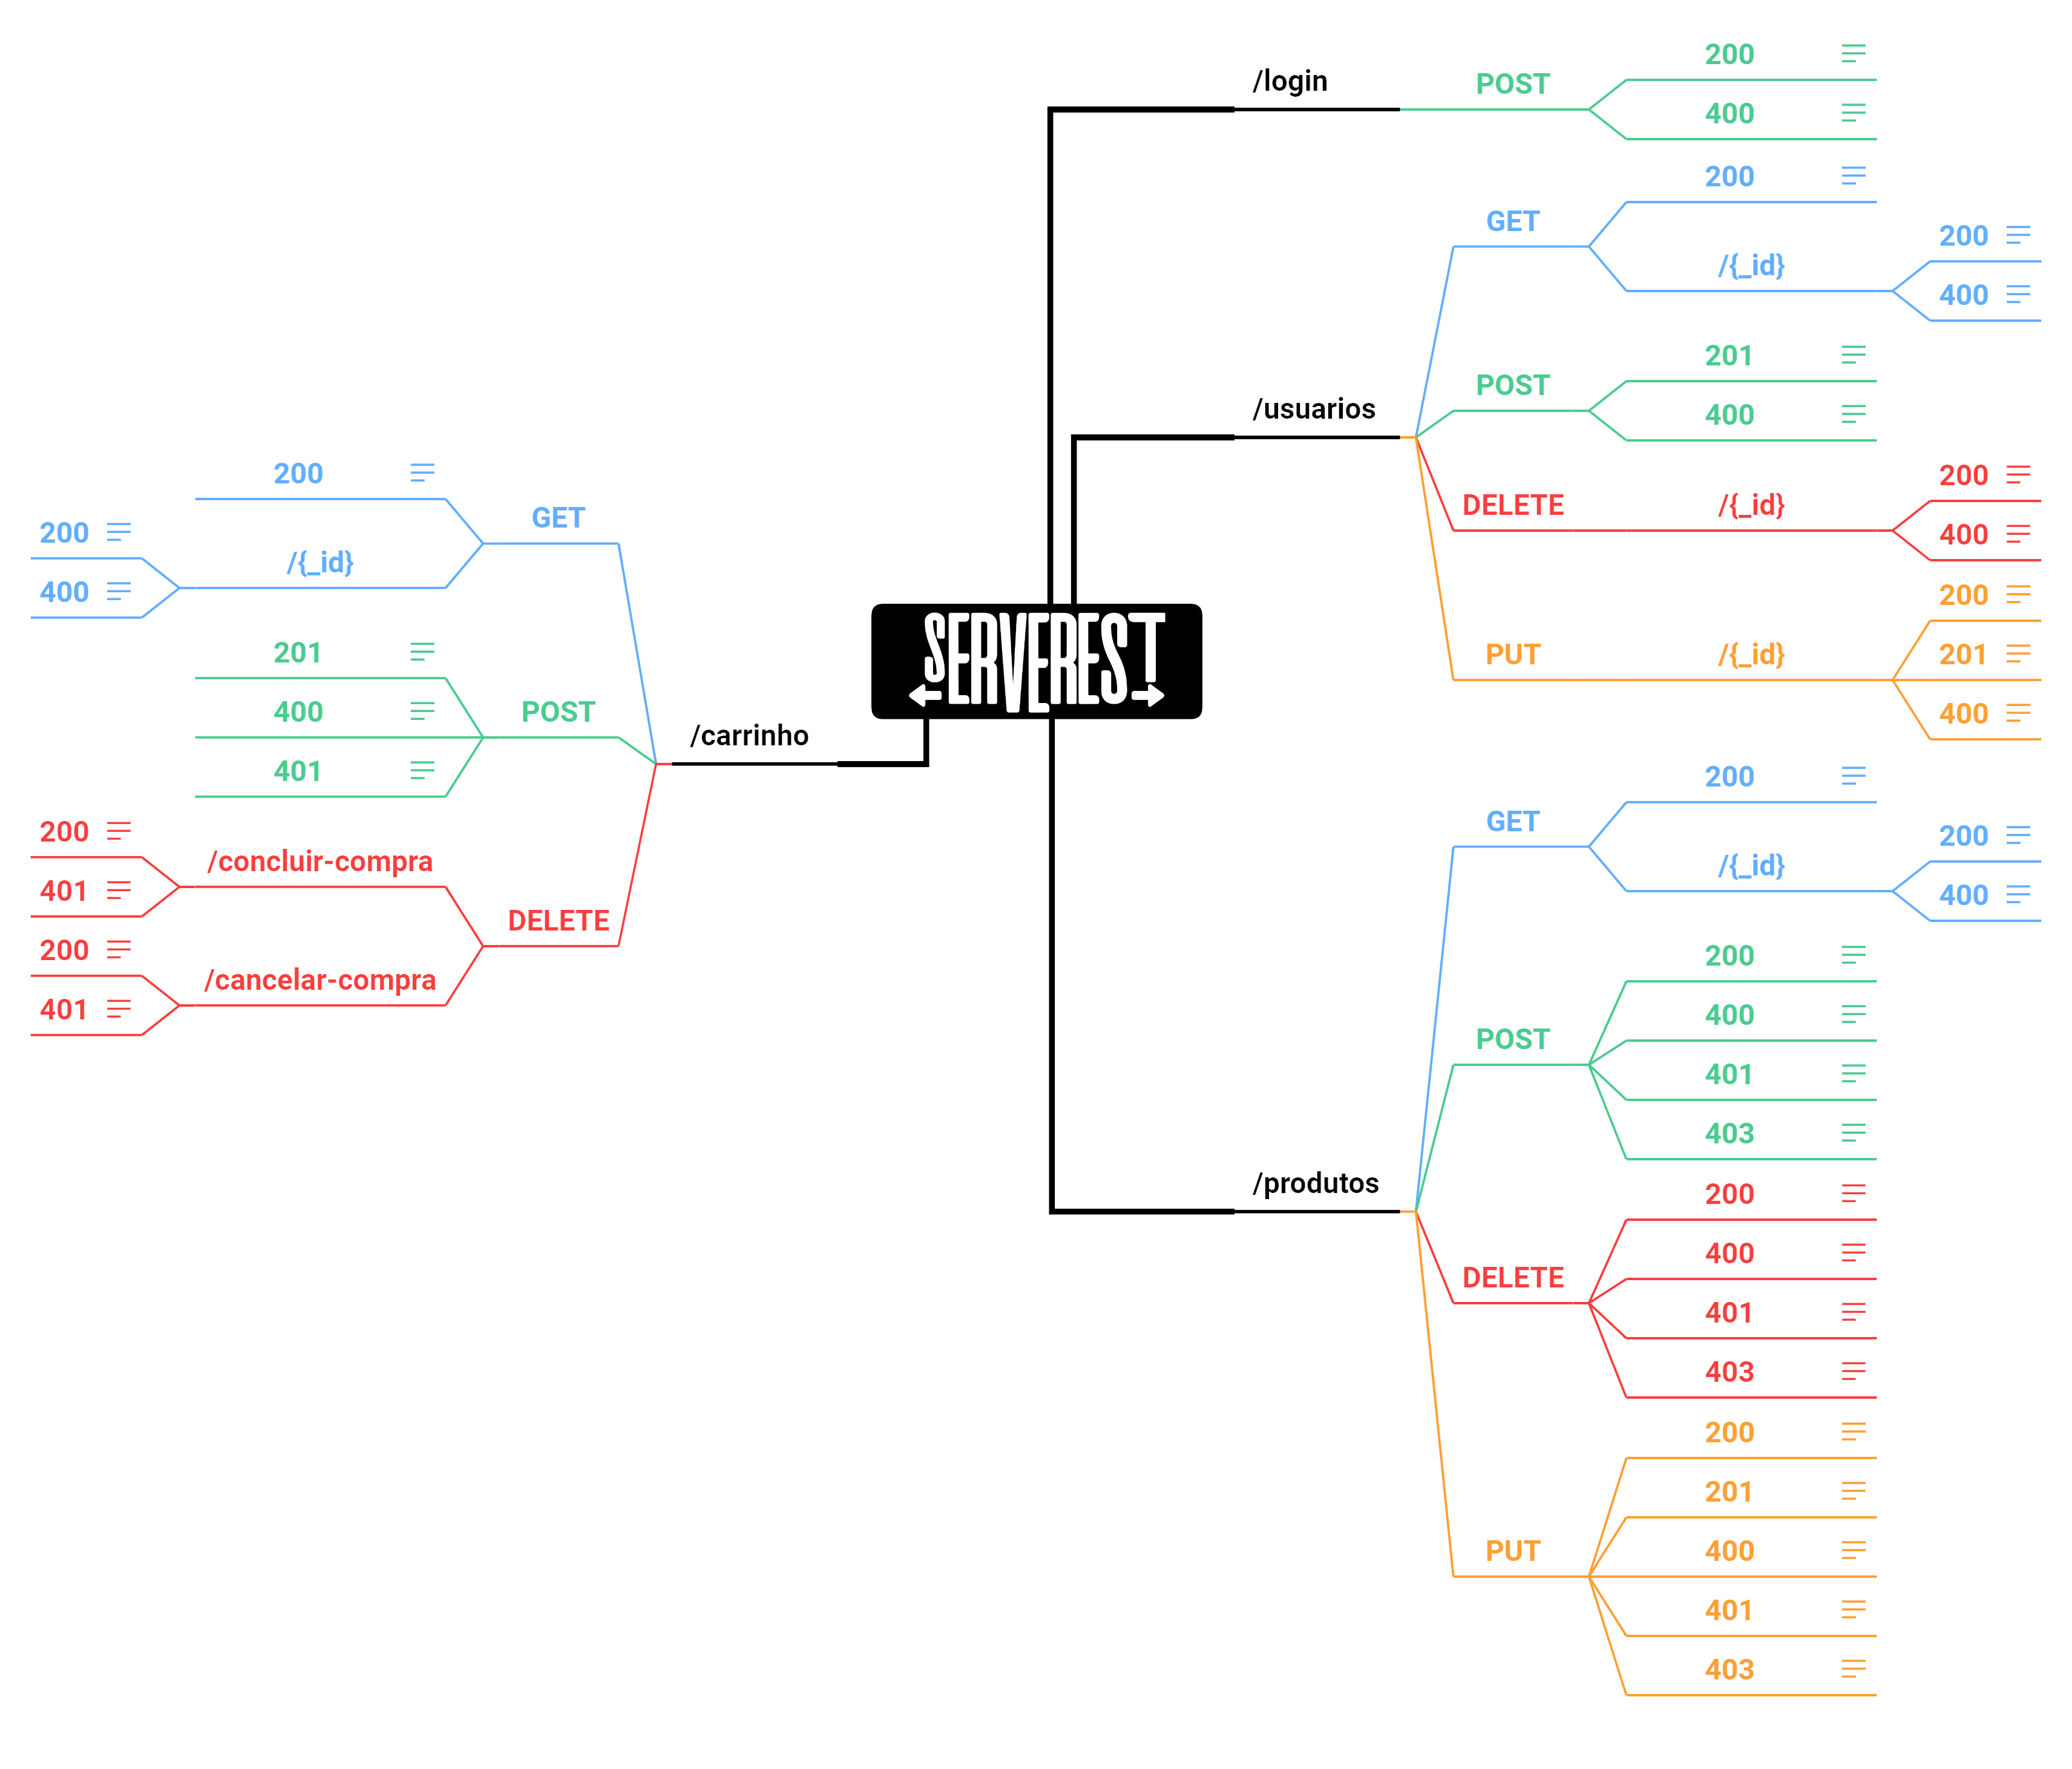 SERVEREST
/login
POST
200
400
/usuarios
GET
200
/{_id}
200
400
POST
201
400
DELETE
/{_id}
200
400
PUT
/{_id}
200
201
400
/produtos
GET
200
/{_id}
200
400
POST
200
400
401
403
DELETE
200
400
401
403
PUT
200
201
400
401
403
/carrinho
GET
200
/{_id}
200
400
POST
201
400
401
DELETE
/concluir-compra
200
401
/cancelar-compra
200
401